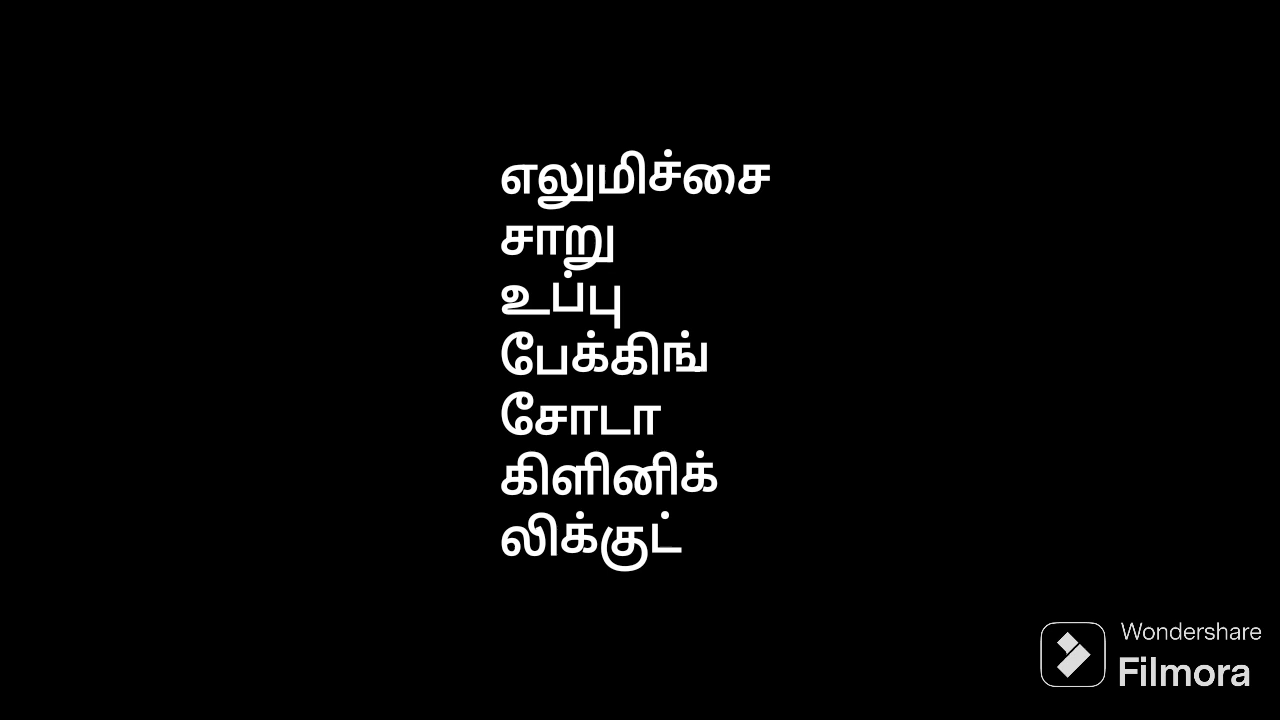 எலுமிச்சை
சாறு
உப்பு
பேக்கிங்
சோடா
கிளினிக்
லிக்குட்
Wondershare
Filmora